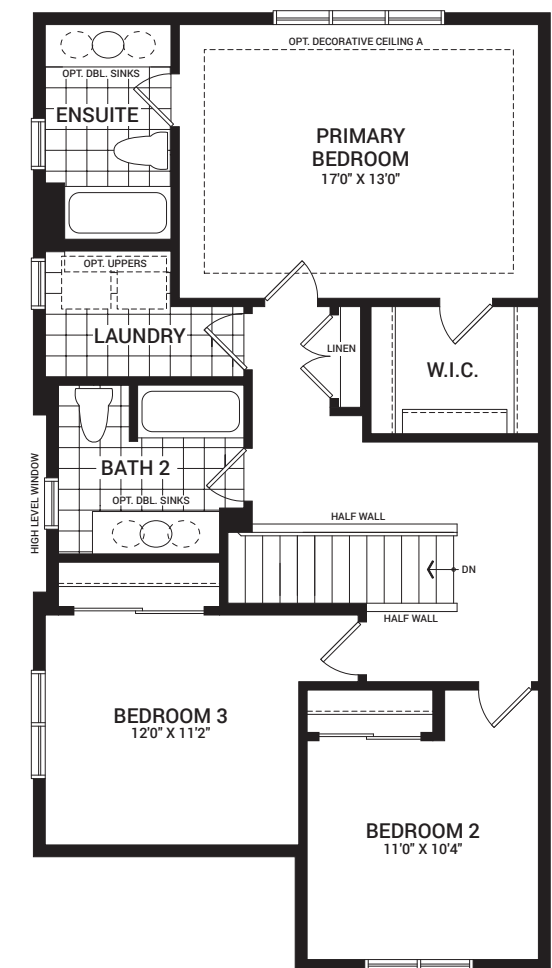 OPT. DECORATIVE CEILING A
OPT. DBL. SINKS
ENSUITE
PRIMARY
BEDROOM
17'0" X 13'0"
OPT. UPPERS
LAUNDRY
LINEN
W.I.C.
BATH 2
OPT. DBL. SINKS
HIGH LEVEL WINDOW
HALF WALL
DN
HALF WALL
BEDROOM 3
12'0" X 11'2"
BEDROOM 2
11'0" X 10'4"